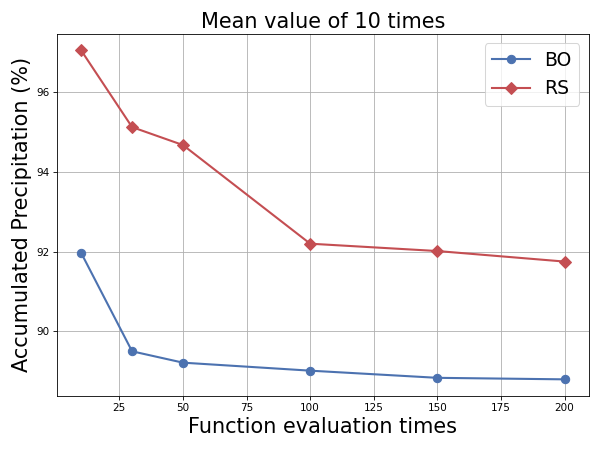 Mean value of 10 times
BO
RS
Accumulated Precipitation (%)
96
94
92
90
25 50 75 100 125 150 175 200
Function evaluation times